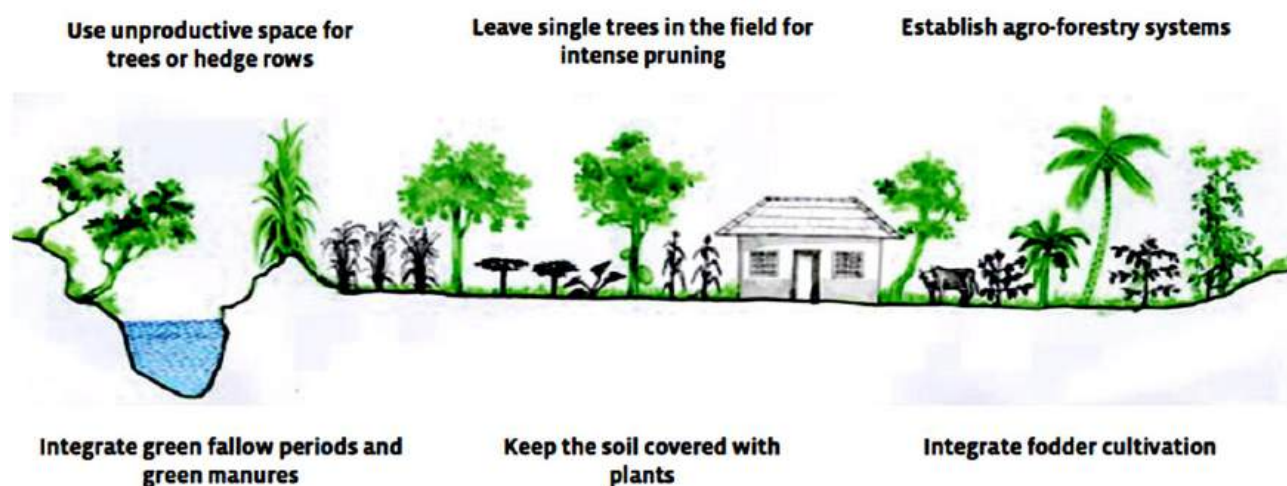 Use unproductive space for
trees or hedge rows
Leave single trees in the field for
intense pruning
Establish agro-forestry systems
Integrate green fallow periods and
green manures
Keep the soil covered with
plants
Integrate fodder cultivation